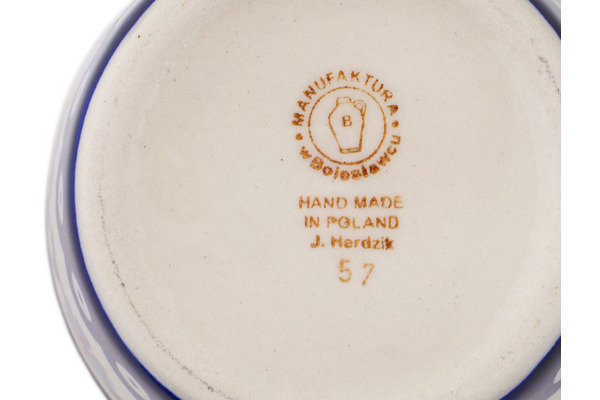 MANUFAKTURA
w Bolesławcu
B
HAND MADE
IN POLAND
J. Herdzik
57